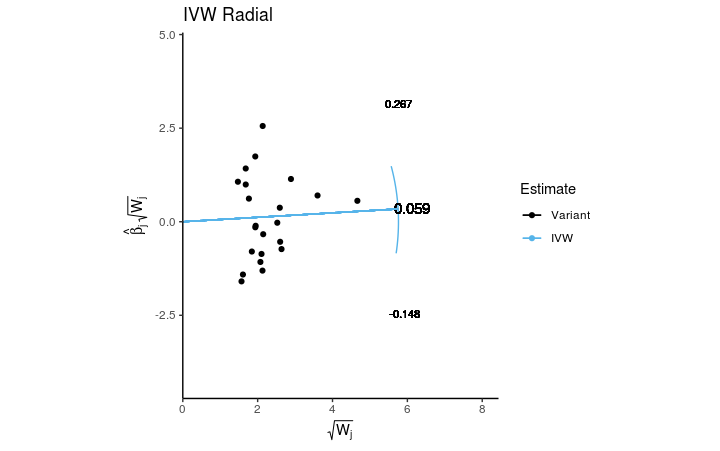 IVW Radial
5.0
2.5
0.0
-2.5
β̂ⱼ√Wⱼ
0.267
0.059
-0.148
0 2 4 6 8
√Wⱼ
Estimate
Variant
IVW